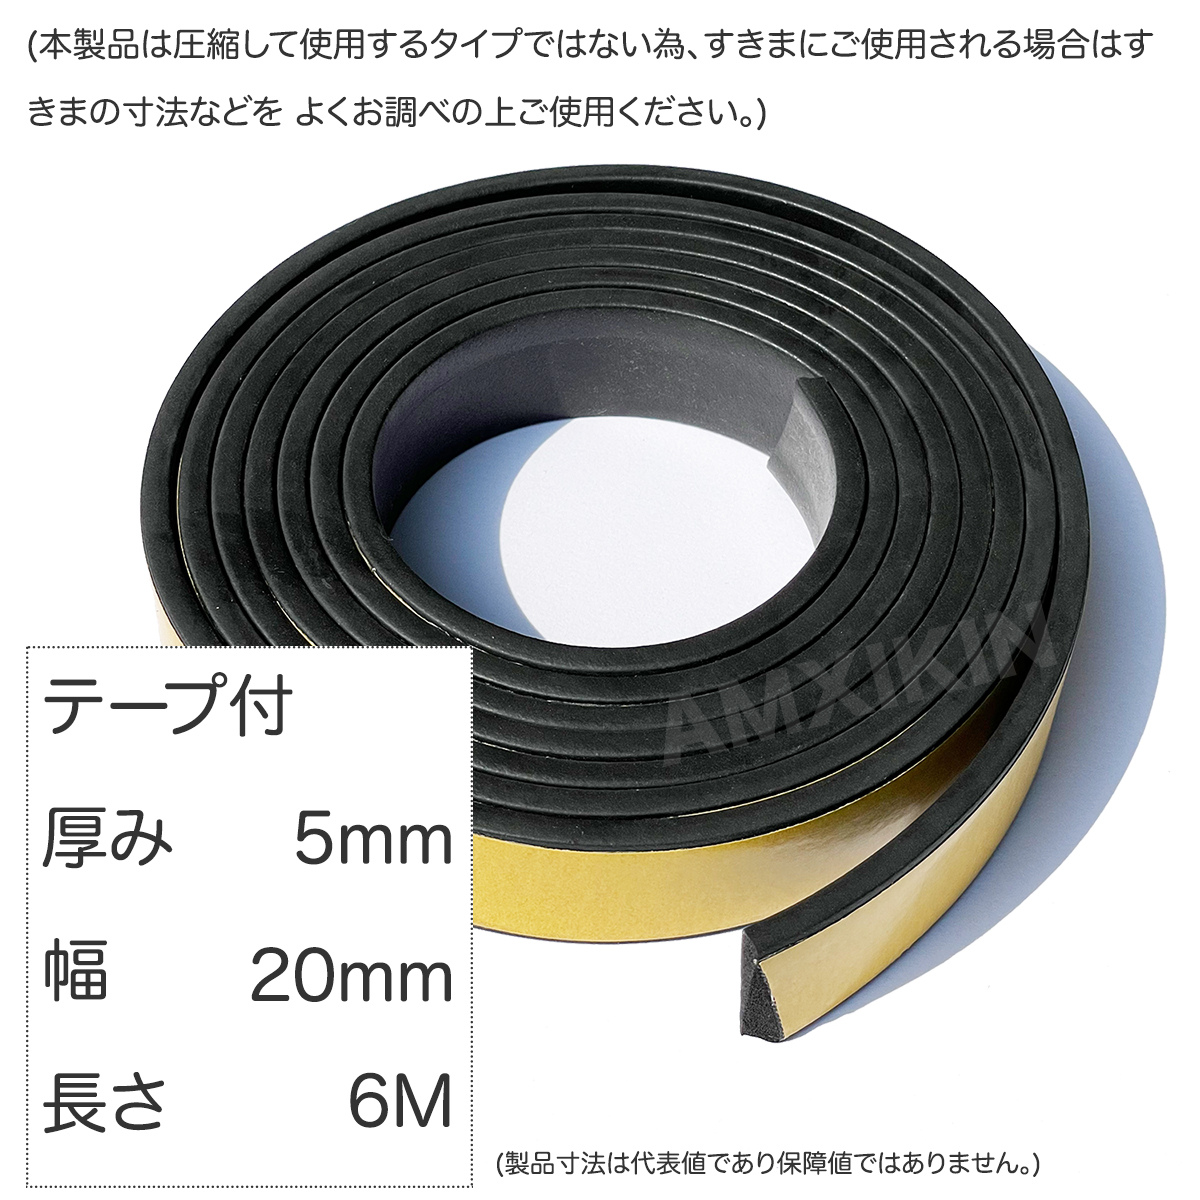 (本製品は圧縮して使用するタイプではない為、すきまにご使用される場合はす
きまの寸法などを よくお調べの上ご使用ください。)
AMXIKIN
テープ付
厚み 5mm
幅 20mm
長さ 6M
(製品寸法は代表値であり保障値ではありません。)